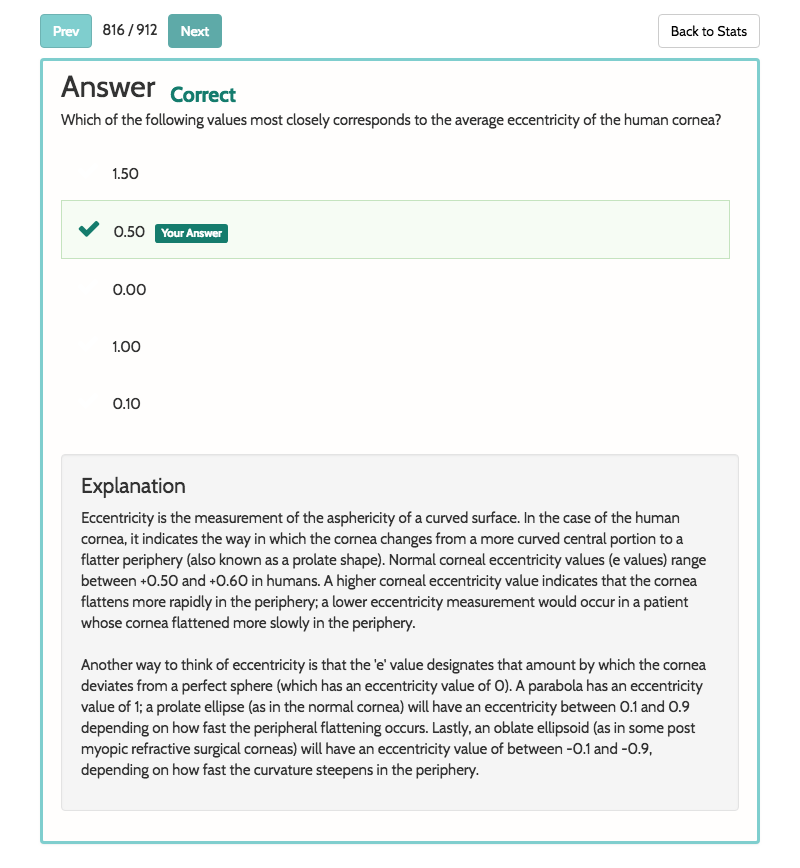 Prev 816 / 912 Next Back to Stats
Answer Correct
Which of the following values most closely corresponds to the average eccentricity of the human cornea?
1.50
0.50 Your Answer
0.00
1.00
0.10
Explanation
Eccentricity is the measurement of the asphericity of a curved surface. In the case of the human
cornea, it indicates the way in which the cornea changes from a more curved central portion to a
flatter periphery (also known as a prolate shape). Normal corneal eccentricity values (e values) range
between +0.50 and +0.60 in humans. A higher corneal eccentricity value indicates that the cornea
flattens more rapidly in the periphery; a lower eccentricity measurement would occur in a patient
whose cornea flattened more slowly in the periphery.
Another way to think of eccentricity is that the 'e' value designates that amount by which the cornea
deviates from a perfect sphere (which has an eccentricity value of 0). A parabola has an eccentricity
value of 1; a prolate ellipse (as in the normal cornea) will have an eccentricity between 0.1 and 0.9
depending on how fast the peripheral flattening occurs. Lastly, an oblate ellipsoid (as in some post
myopic refractive surgical corneas) will have an eccentricity value of between -0.1 and -0.9,
depending on how fast the curvature steepens in the periphery.